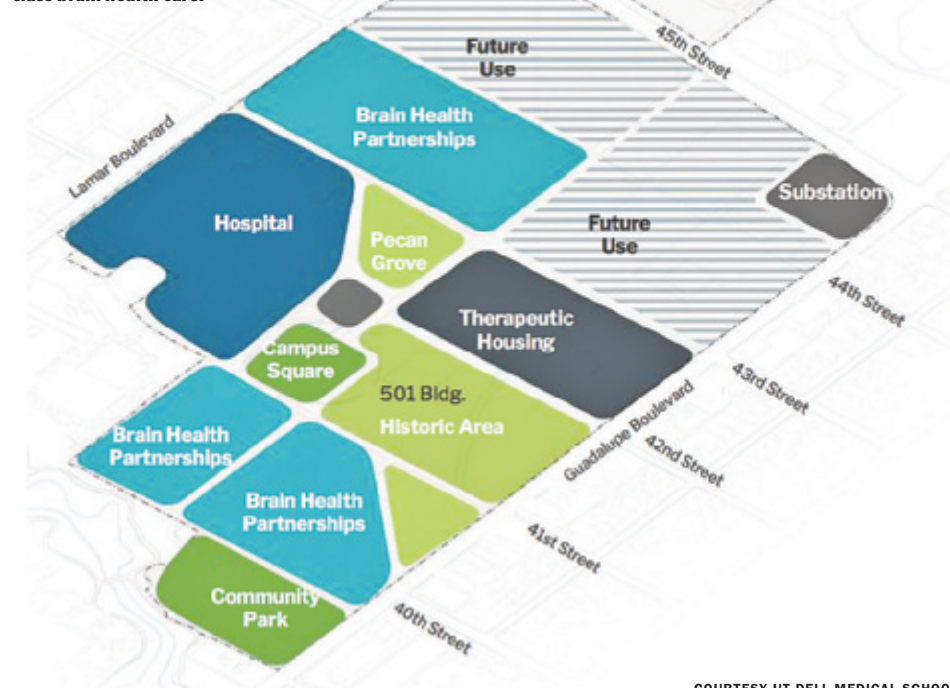 45th Street
Future
Use
Brain Health
Partnerships
Lamar Boulevard
Substation
Hospital
Future
Use
Pecan
Grove
44th Street
Therapeutic
Housing
Campus
Square
43rd Street
501 Bldg.
Historic Area
Guadalupe Boulevard
42nd Street
Brain Health
Partnerships
Brain Health
Partnerships
41st Street
Community
Park
40th Street
COURTESY UT DELL MEDICAL SCHOO